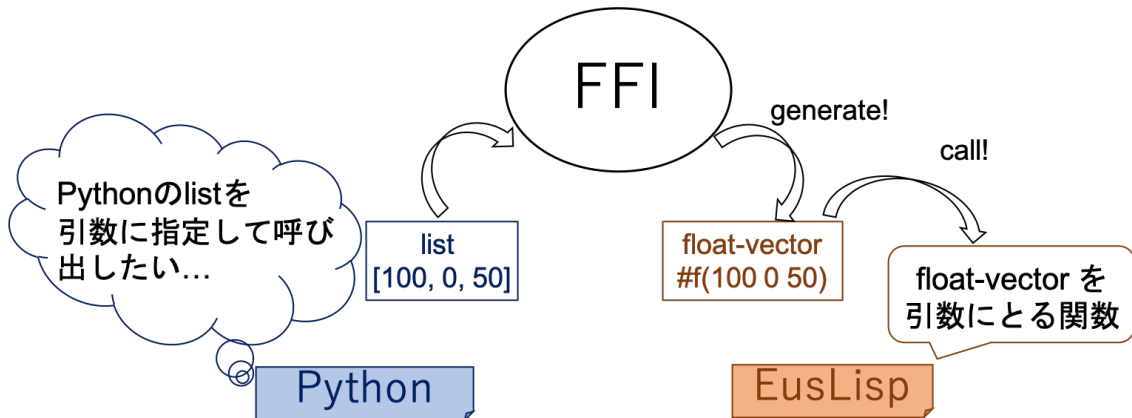 FFI
generate!
call!
Pythonのlistを
引数に指定して呼び
出したい…
list
[100, 0, 50]
float-vector
#f(100 0 50)
float-vector を
引数にとる関数
Python
EusLisp